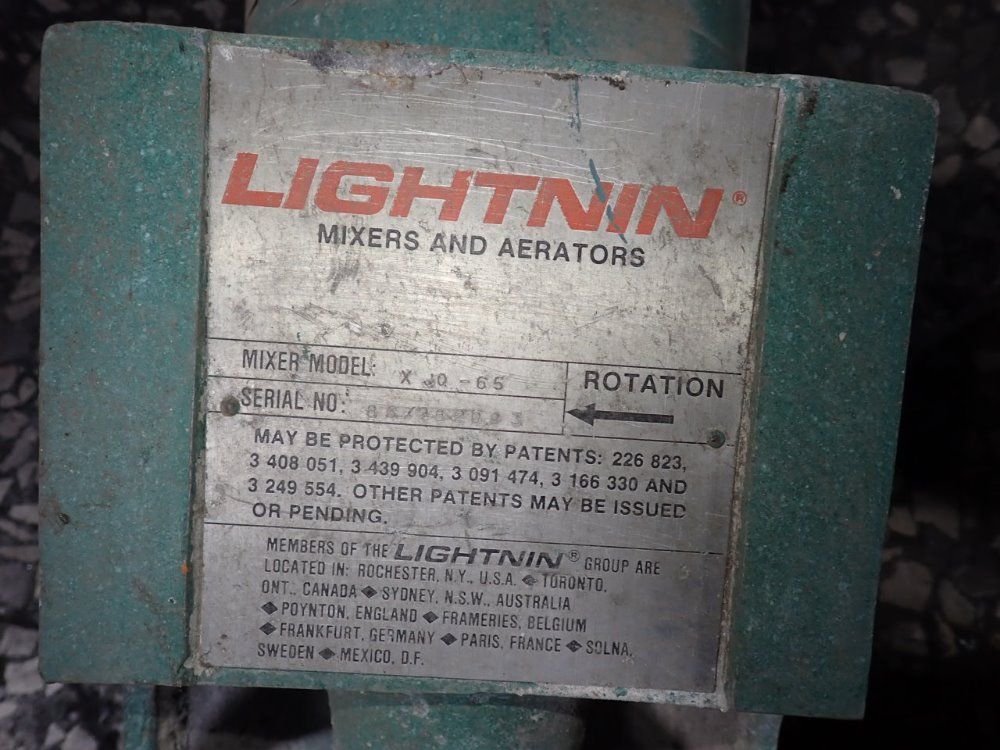 LIGHTNIN®
MIXERS AND AERATORS
MIXER MODEL: XJQ-65
ROTATION
SERIAL NO:
MAY BE PROTECTED BY PATENTS: 226 823,
3 408 051, 3 439 904, 3 091 474, 3 166 330 AND
3 249 554. OTHER PATENTS MAY BE ISSUED
OR PENDING.
MEMBERS OF THE LIGHTNIN® GROUP ARE
LOCATED IN: ROCHESTER, N.Y., U.S.A. ◆ TORONTO,
ONT., CANADA ◆ SYDNEY, N.S.W., AUSTRALIA
◆ POYNTON, ENGLAND ◆ FRAMERIES, BELGIUM
◆ FRANKFURT, GERMANY ◆ PARIS, FRANCE ◆ SOLNA,
SWEDEN ◆ MEXICO, D.F.